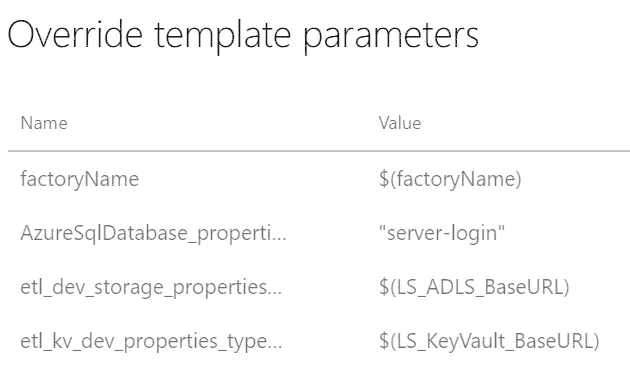 Override template parameters
Name Value
factoryName $(factoryName)
AzureSqlDatabase_properti... "server-login"
etl_dev_storage_properties... $(LS_ADLS_BaseURL)
etl_kv_dev_properties_type... $(LS_KeyVault_BaseURL)